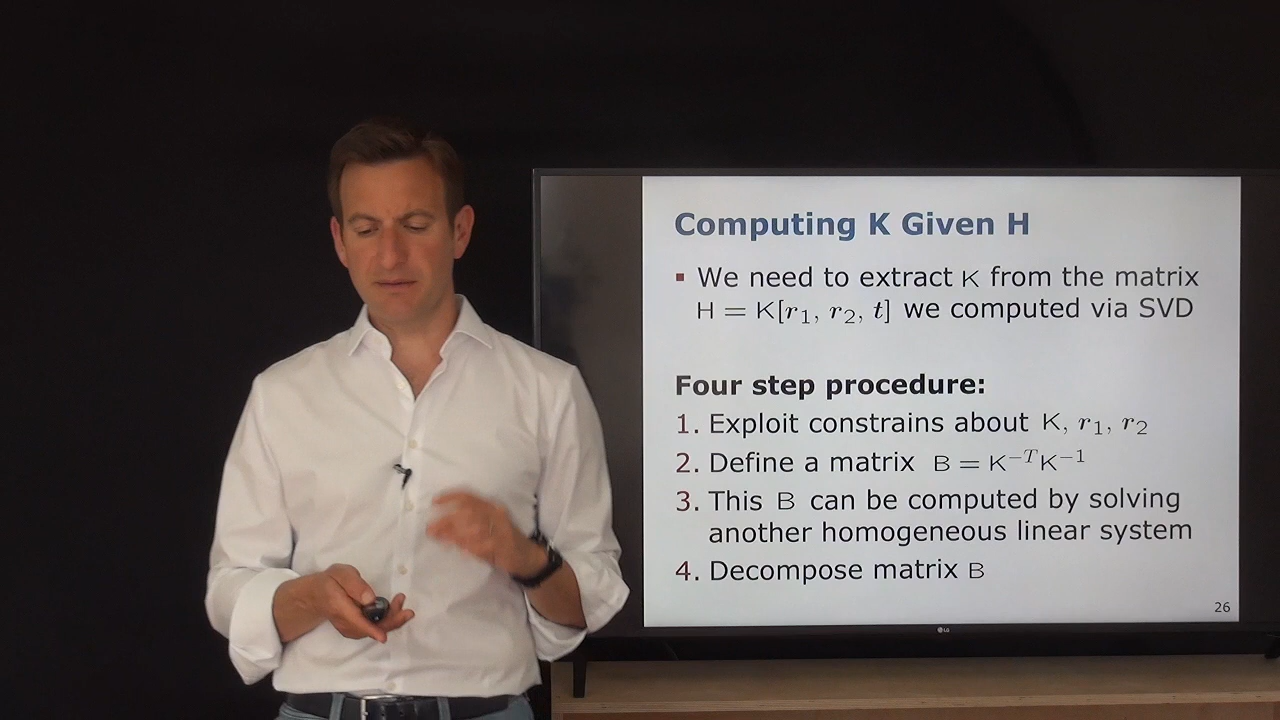 Computing K Given H
▪ We need to extract K from the matrix
H = K[r₁, r₂, t] we computed via SVD
Four step procedure:
1. Exploit constrains about K, r₁, r₂
2. Define a matrix B = K⁻ᵀK⁻¹
3. This B can be computed by solving
another homogeneous linear system
4. Decompose matrix B
26
LG